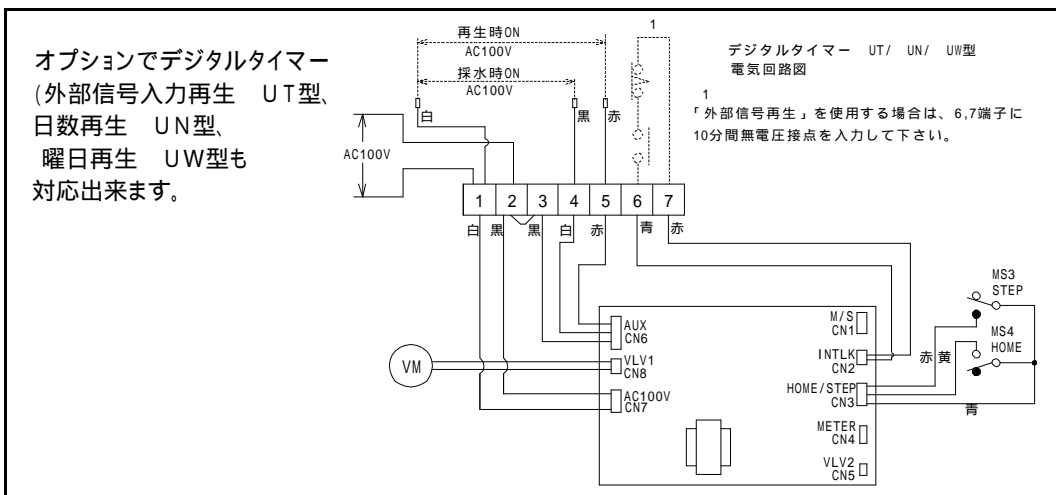 オプションでデジタルタイマー
(外部信号入力再生　UT型、
日数再生　UN型、
曜日再生　UW型も
対応出来ます。
再生時ON
AC100V
採水時ON
AC100V
白
黒
赤
AC100V
1
デジタルタイマー　UT/　UN/　UW型
電気回路図
1
「外部信号再生」を使用する場合は、6,7端子に
10分間無電圧接点を入力して下さい。
1 2 3 4 5 6 7
白 黒 黒 白 赤 青 赤
VM
AUX
CN6
VLV1
CN8
AC100V
CN7
M/S
CN1
INTLK
CN2
HOME/STEP
CN3
METER
CN4
VLV2
CN5
赤 黄
青
MS3
STEP
MS4
HOME